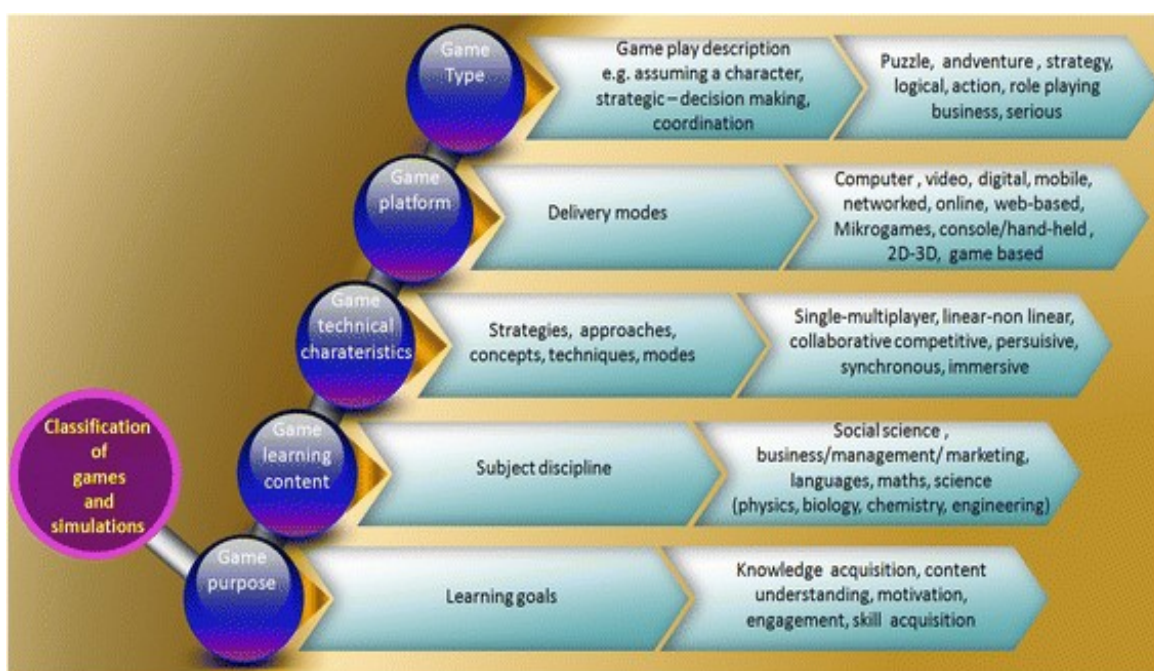 Game
Type
Game play description
e.g. assuming a character,
strategic – decision making,
coordination
Puzzle, andventure , strategy,
logical, action, role playing
business, serious
Game
platform
Delivery modes
Computer , video, digital, mobile,
networked, online, web-based,
Mikrogames, console/hand-held ,
2D-3D, game based
Game
technical
charateristics
Strategies, approaches,
concepts, techniques, modes
Single-multiplayer, linear-non linear,
collaborative competitive, persuisive,
synchronous, immersive
Classification
of
games
and
simulations
Game
learning
content
Subject discipline
Social science ,
business/management/ marketing,
languages, maths, science
(physics, biology, chemistry, engineering)
Game
purpose
Learning goals
Knowledge acquisition, content
understanding, motivation,
engagement, skill acquisition